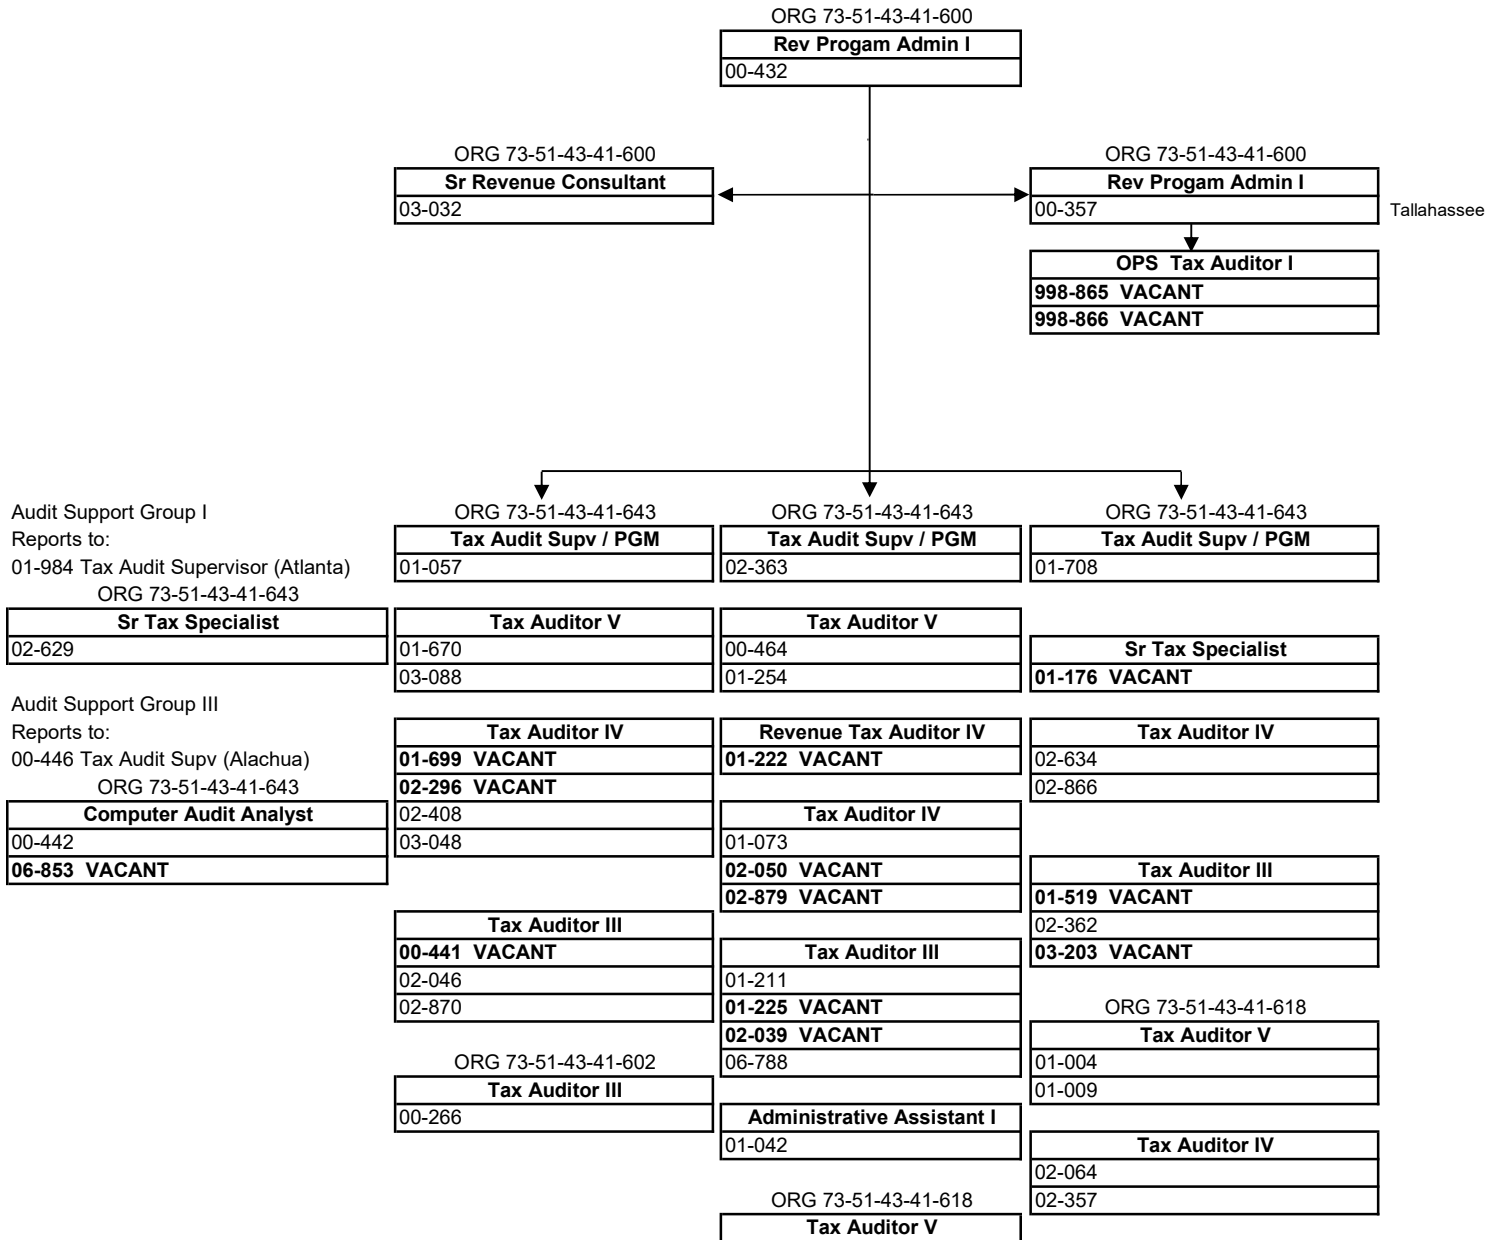 ORG 73-51-43-41-600
Rev Progam Admin I
00-432
ORG 73-51-43-41-600
Sr Revenue Consultant
03-032
ORG 73-51-43-41-600
Rev Progam Admin I
00-357
Tallahassee
OPS Tax Auditor I
998-865 VACANT
998-866 VACANT
Audit Support Group I
Reports to:
01-984 Tax Audit Supervisor (Atlanta)
ORG 73-51-43-41-643
Sr Tax Specialist
02-629
Audit Support Group III
Reports to:
00-446 Tax Audit Supv (Alachua)
ORG 73-51-43-41-643
Computer Audit Analyst
00-442
06-853 VACANT
ORG 73-51-43-41-643
Tax Audit Supv / PGM
01-057
Tax Auditor V
01-670
03-088
Tax Auditor IV
01-699 VACANT
02-296 VACANT
02-408
03-048
Tax Auditor III
00-441 VACANT
02-046
02-870
ORG 73-51-43-41-602
Tax Auditor III
00-266
ORG 73-51-43-41-643
Tax Audit Supv / PGM
02-363
Tax Auditor V
00-464
01-254
Revenue Tax Auditor IV
01-222 VACANT
Tax Auditor IV
01-073
02-050 VACANT
02-879 VACANT
Tax Auditor III
01-211
01-225 VACANT
02-039 VACANT
06-788
Administrative Assistant I
01-042
ORG 73-51-43-41-618
Tax Auditor V
ORG 73-51-43-41-643
Tax Audit Supv / PGM
01-708
Sr Tax Specialist
01-176 VACANT
Tax Auditor IV
02-634
02-866
Tax Auditor III
01-519 VACANT
02-362
03-203 VACANT
ORG 73-51-43-41-618
Tax Auditor V
01-004
01-009
Tax Auditor IV
02-064
02-357